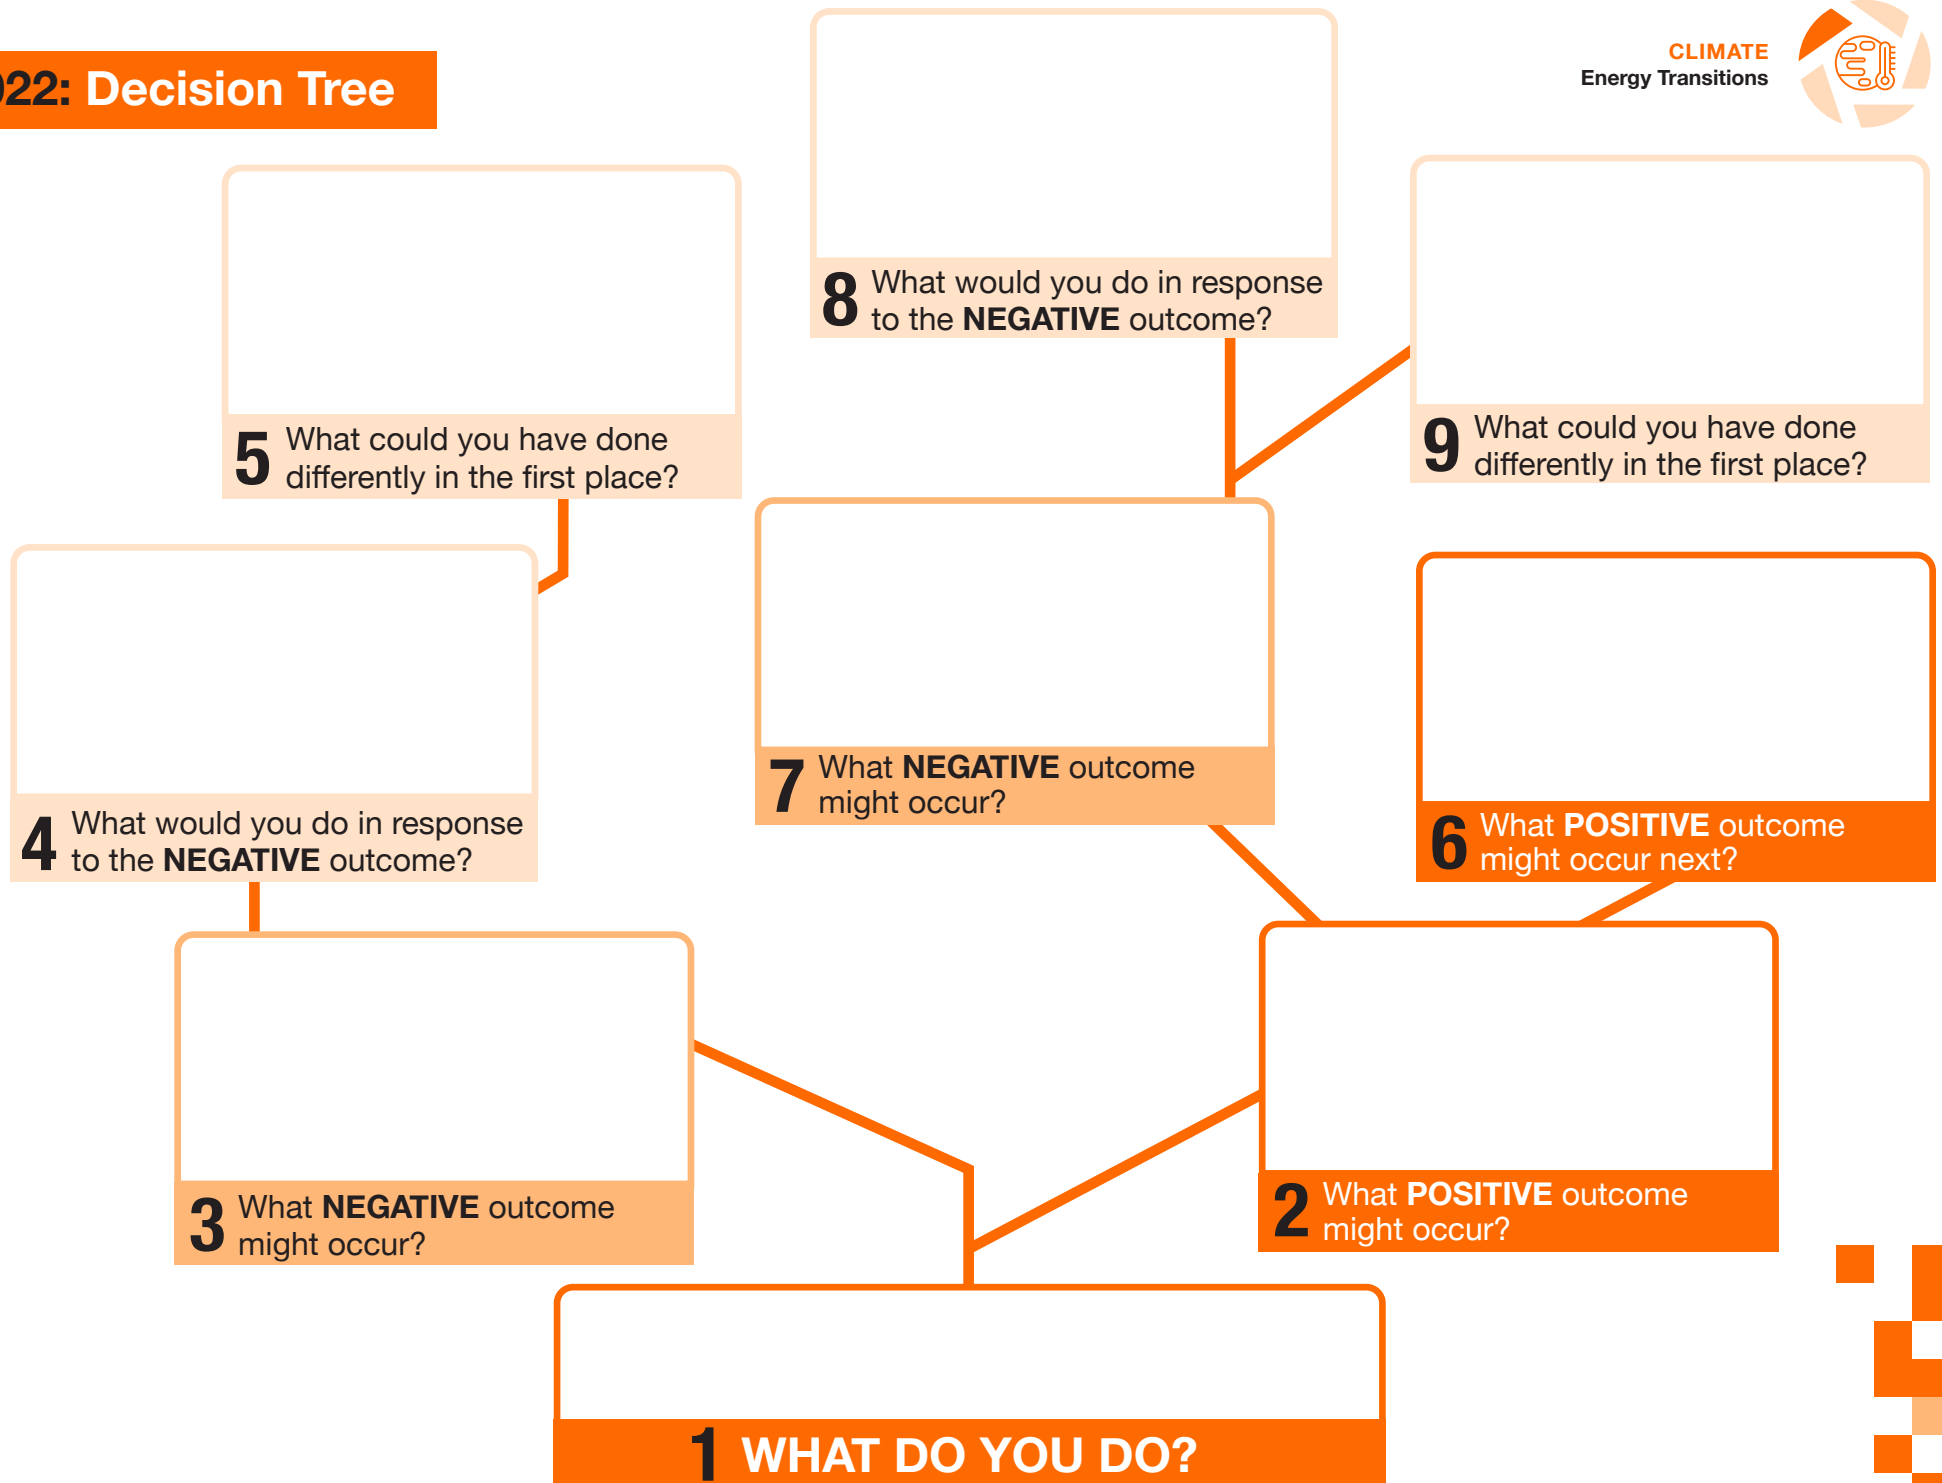 22: Decision Tree
CLIMATE
Energy Transitions
8 What would you do in response
to the NEGATIVE outcome?
5 What could you have done
differently in the first place?
9 What could you have done
differently in the first place?
4 What would you do in response
to the NEGATIVE outcome?
7 What NEGATIVE outcome
might occur?
6 What POSITIVE outcome
might occur next?
3 What NEGATIVE outcome
might occur?
2 What POSITIVE outcome
might occur?
1 WHAT DO YOU DO?